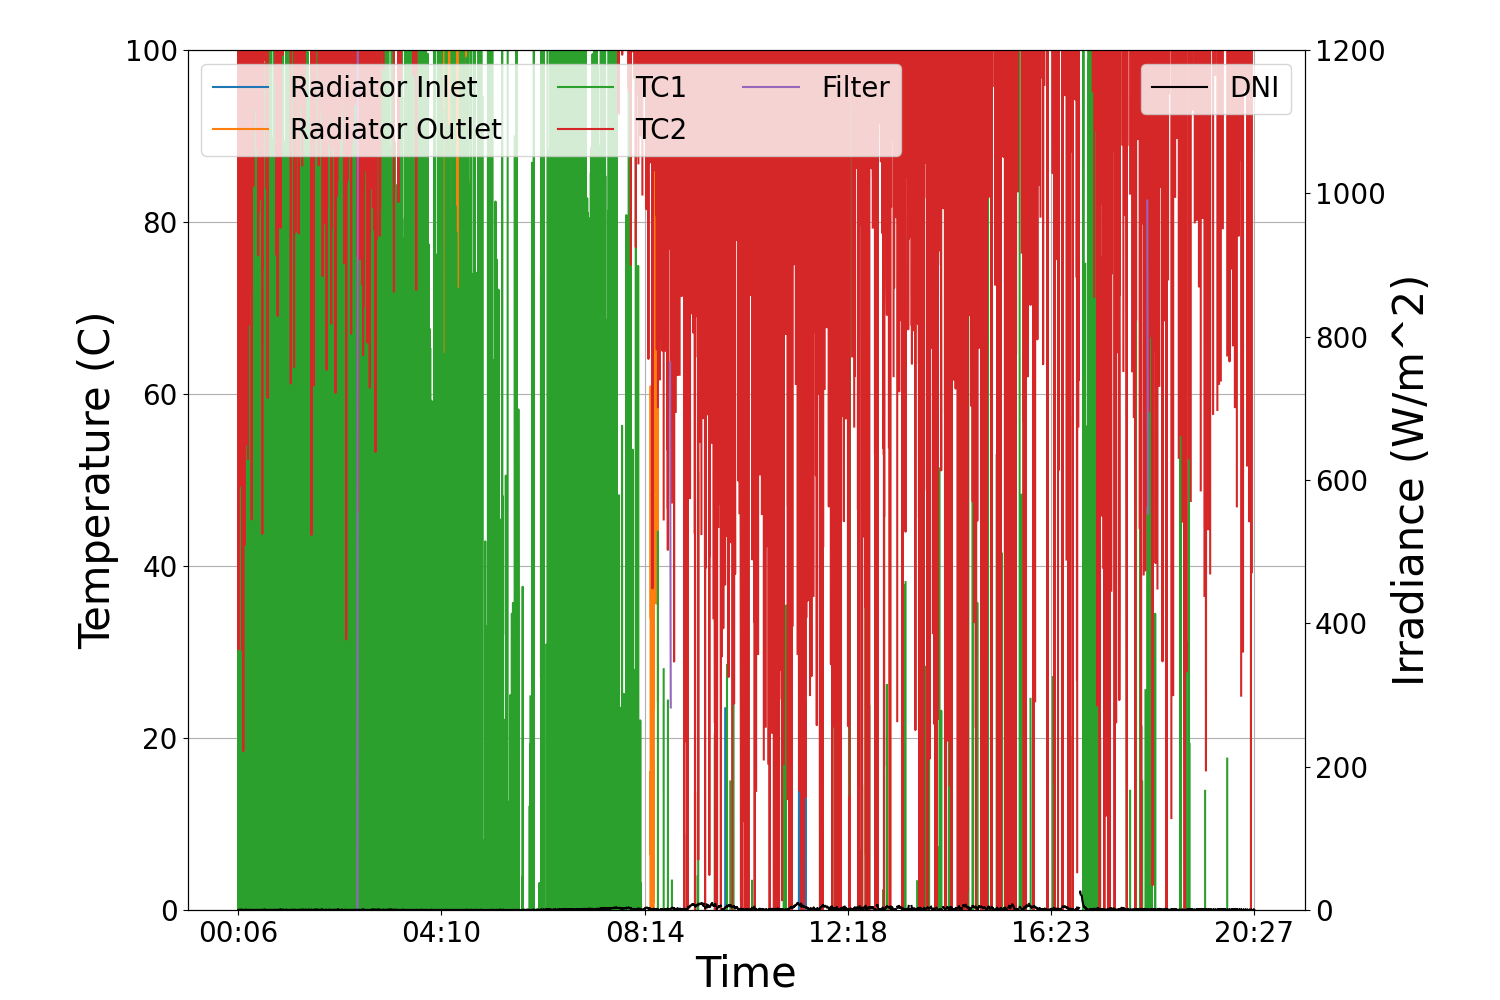 100
80
60
40
20
0
Temperature (C)
Radiator Inlet
Radiator Outlet
TC1
TC2
Filter
DNI
1200
1000
800
600
400
200
0
Irradiance (W/m^2)
00:06 04:10 08:14 12:18 16:23 20:27
Time